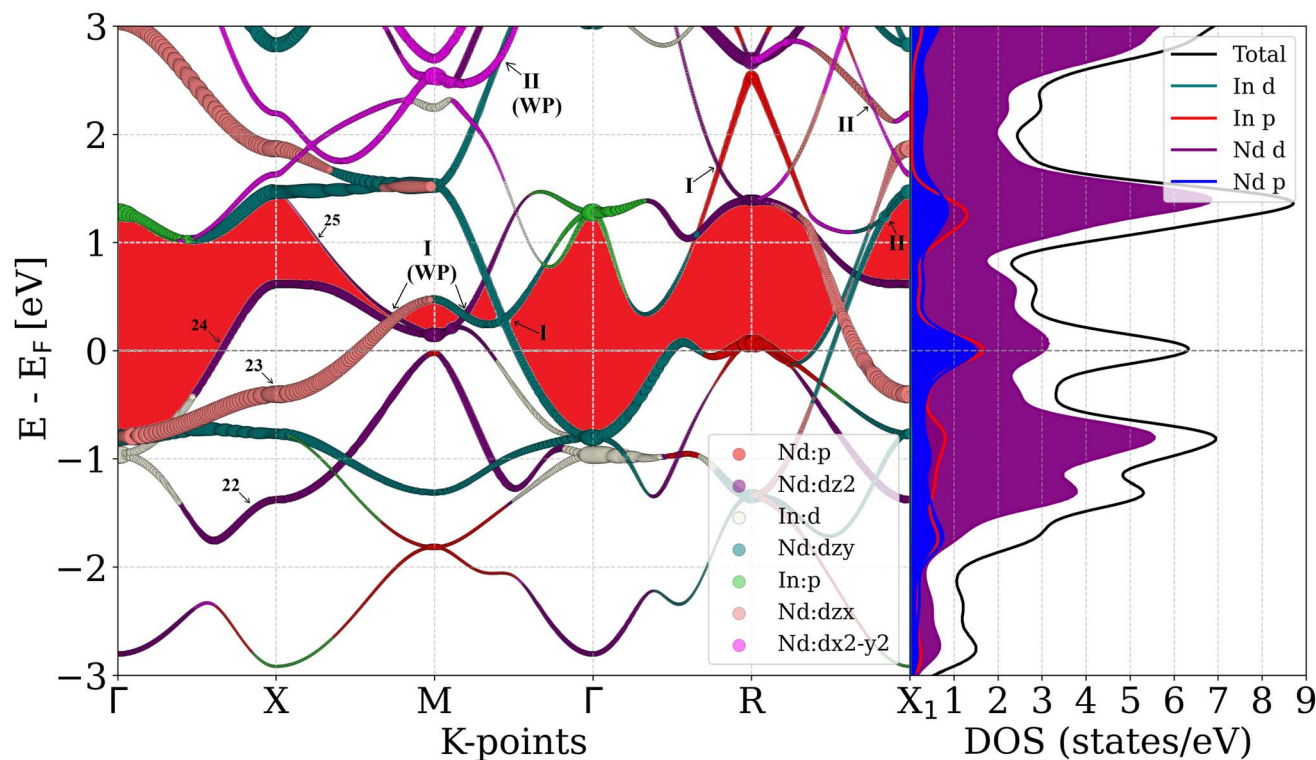 E - E_F [eV]
3
2
1
0
−1
−2
−3
25
24
23
22
I
(WP)
II
(WP)
I
I
II
II
Nd:p
Nd:dz2
In:d
Nd:dzy
In:p
Nd:dzx
Nd:dx2-y2
Γ X M Γ R X₁
K-points
Total
In d
In p
Nd d
Nd p
1 2 3 4 5 6 7 8 9
DOS (states/eV)